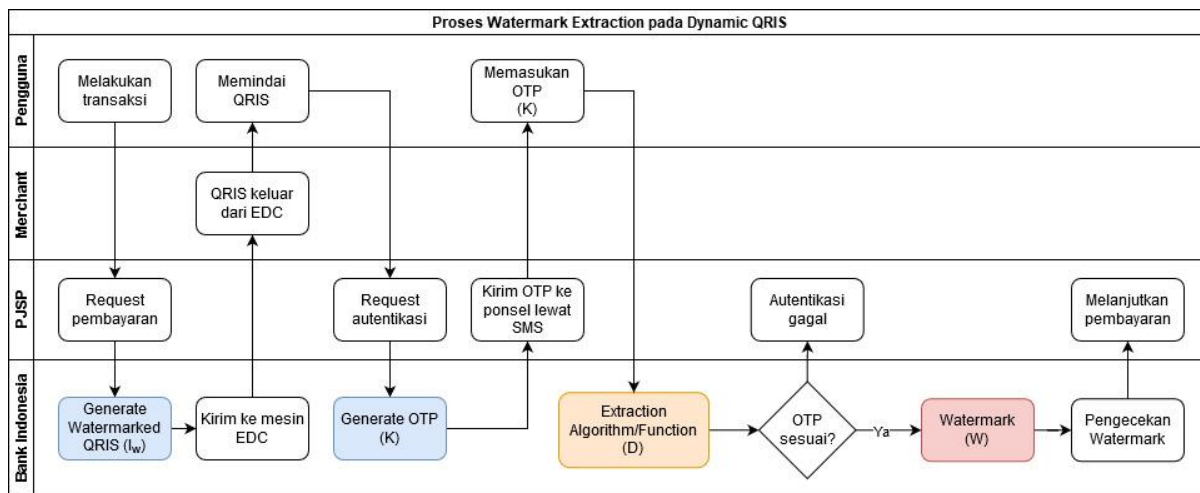 Proses Watermark Extraction pada Dynamic QRIS
Pengguna
Melakukan
transaksi
Memindai
QRIS
Memasukan
OTP
(K)
Merchant
QRIS keluar
dari EDC
PJSP
Request
pembayaran
Request
autentikasi
Kirim OTP ke
ponsel lewat
SMS
Autentikasi
gagal
Melanjutkan
pembayaran
Bank Indonesia
Generate
Watermarked
QRIS (Iw)
Kirim ke mesin
EDC
Generate OTP
(K)
Extraction
Algorithm/Function
(D)
OTP
sesuai?
Ya
Watermark
(W)
Pengecekan
Watermark